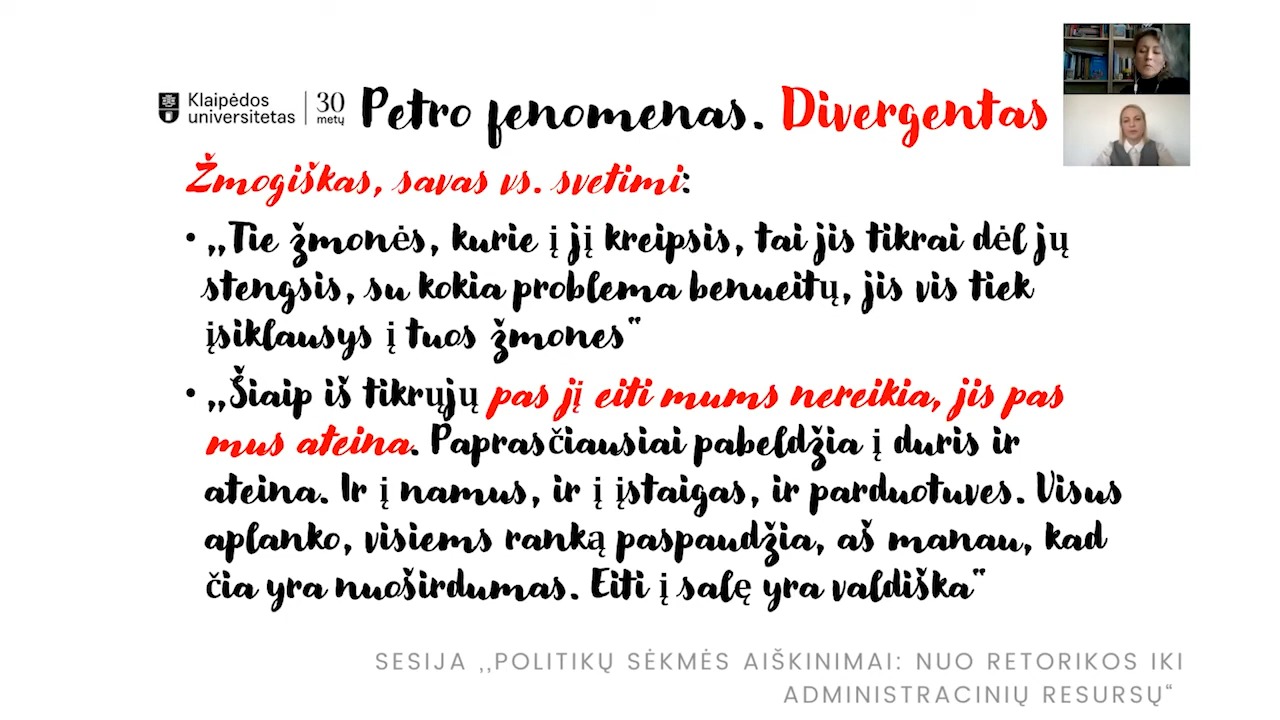 Klaipėdos
universitetas
30
metų
Petro fenomenas. Divergentas
Žmogiškas, savas vs. svetimi:
• ,,Tie žmonės, kurie į jį kreipsis, tai jis tikrai dėl jų
stengsis, su kokia problema benueitų, jis vis tiek
įsiklausys į tuos žmones“
• ,,Šiaip iš tikrųjų pas jį eiti mums nereikia, jis pas
mus ateina. Paprasčiausiai pabeldžia į duris ir
ateina. Ir į namus, ir į įstaigas, ir parduotuves. Visus
aplanko, visiems ranką paspaudžia, aš manau, kad
čia yra nuoširdumas. Eiti į salę yra valdiška“
SESIJA ,,POLITIKŲ SĖKMĖS AIŠKINIMAI: NUO RETORIKOS IKI
ADMINISTRACINIŲ RESURSŲ“